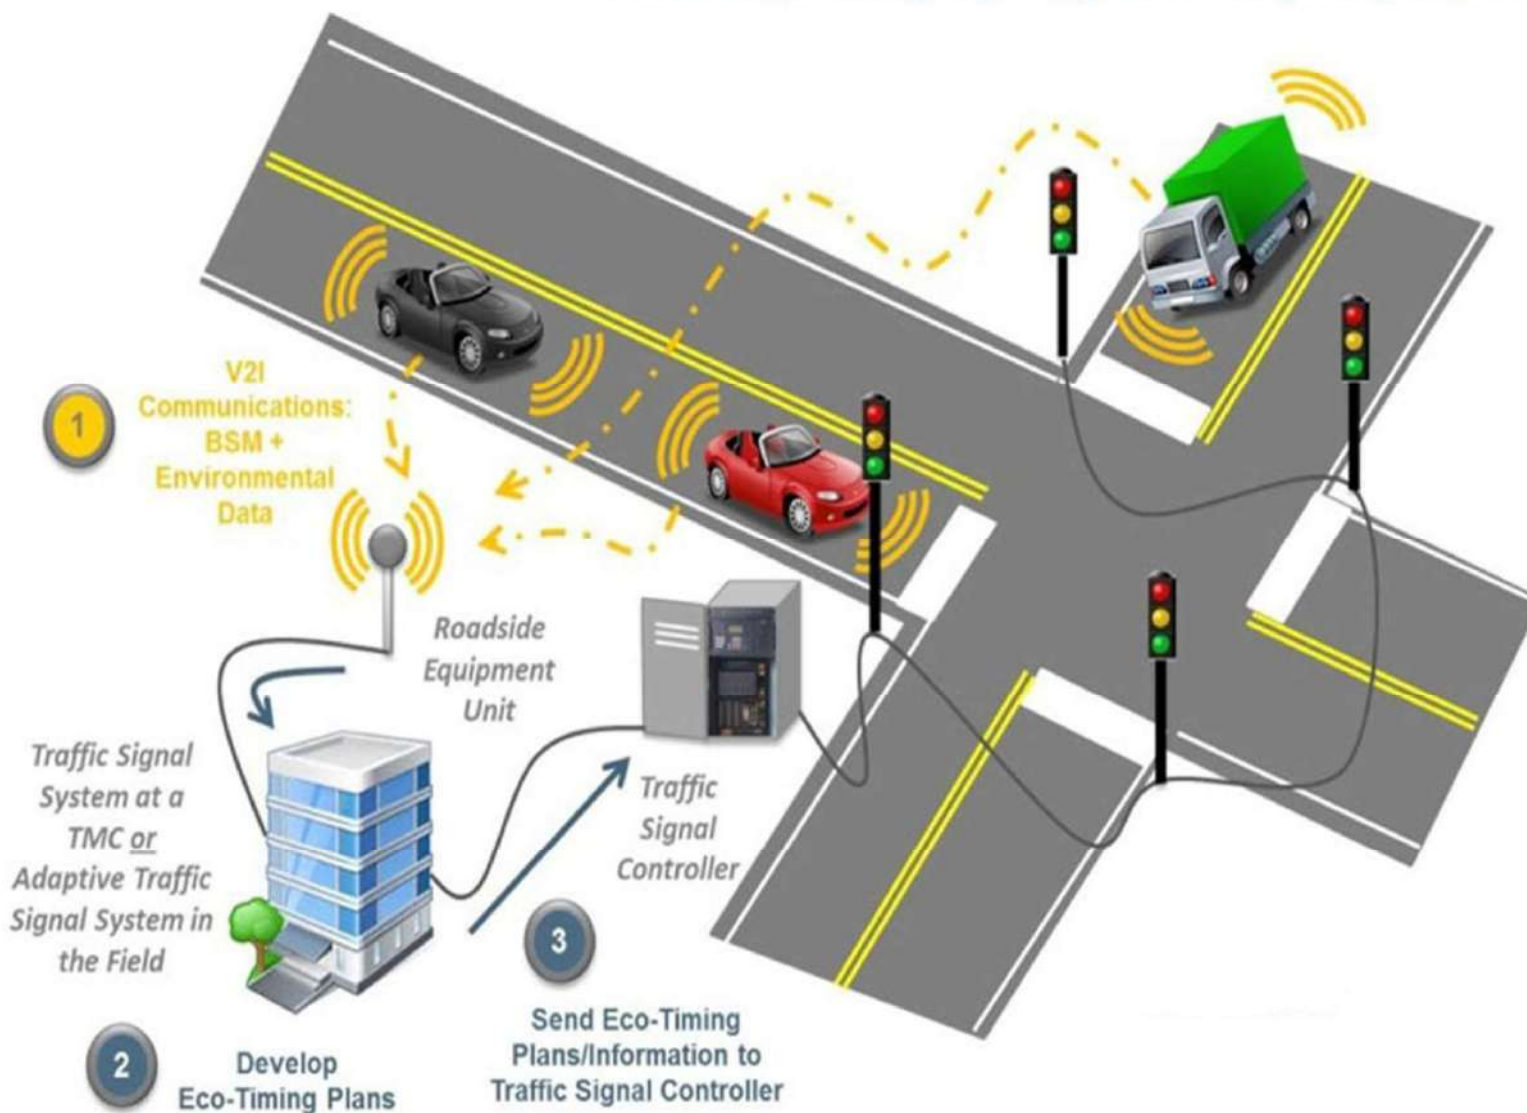 1
V2I
Communications:
BSM +
Environmental
Data
Roadside
Equipment
Unit
Traffic Signal
System at a
TMC or
Adaptive Traffic
Signal System in
the Field
Traffic
Signal
Controller
2
Develop
Eco-Timing Plans
3
Send Eco-Timing
Plans/Information to
Traffic Signal Controller